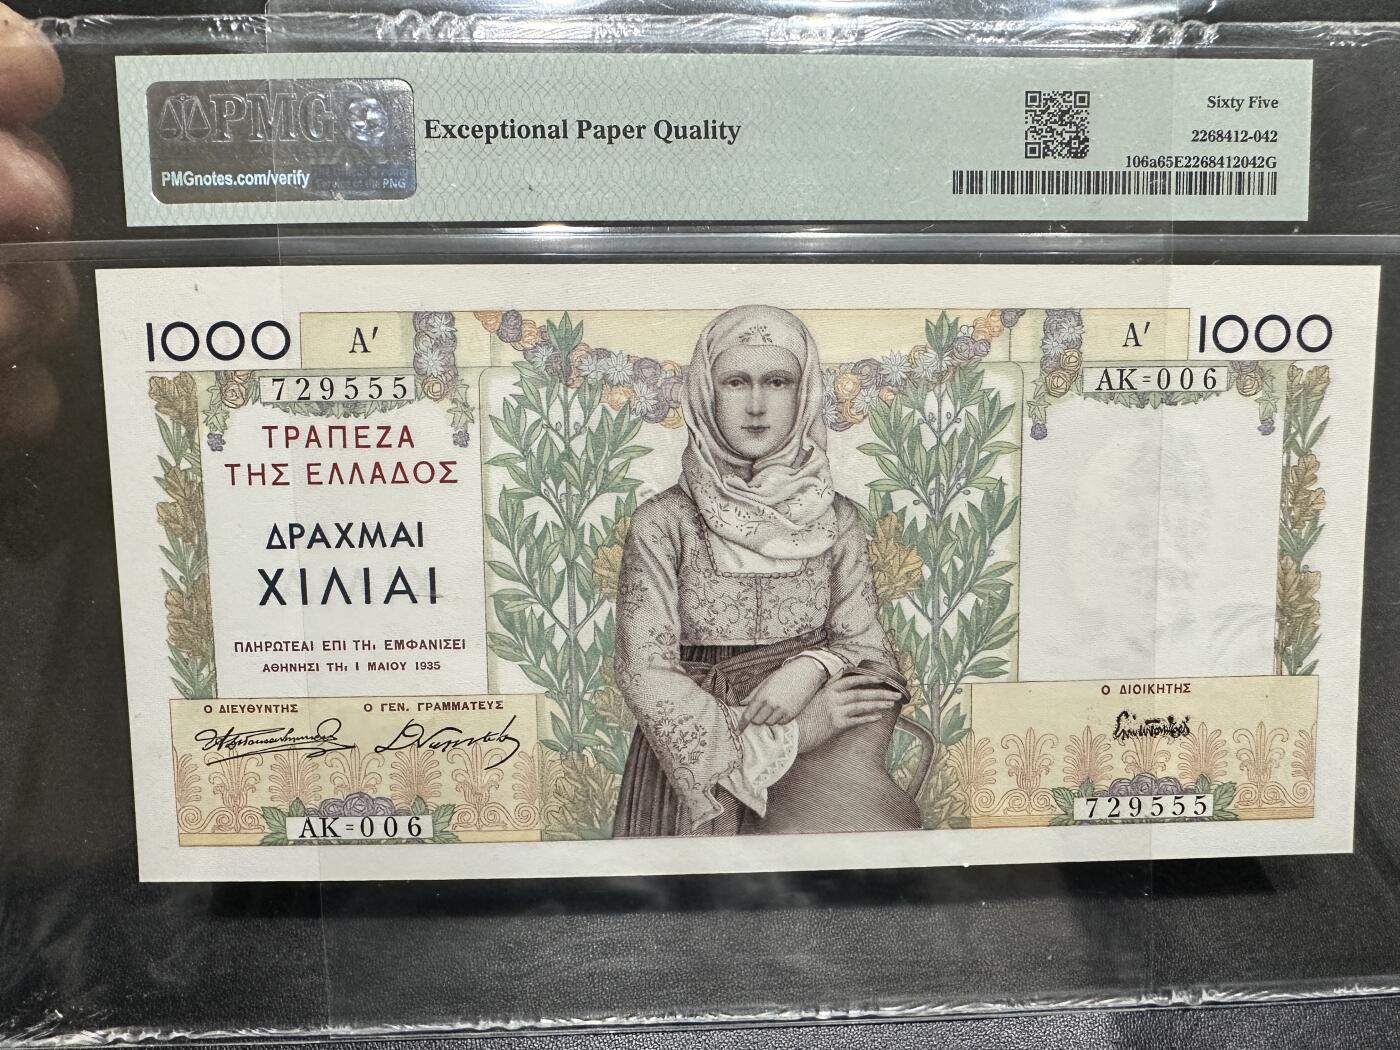 PMG
PMGnotes.com/verify
Exceptional Paper Quality
Sixty Five
2268412-042
106a65E2268412042G
1000
Α′
Α′
1000
729555
ΑΚ=006
ΤΡΑΠΕΖΑ
ΤΗΣ ΕΛΛΑΔΟΣ
ΔΡΑΧΜΑΙ
ΧΙΛΙΑΙ
ΠΛΗΡΩΤΕΑΙ ΕΠΙ ΤΗι ΕΜΦΑΝΙΣΕΙ
ΑΘΗΝΗΣΙ ΤΗι 1 ΜΑΙΟΥ 1935
Ο ΔΙΕΥΘΥΝΤΗΣ
Ο ΓΕΝ. ΓΡΑΜΜΑΤΕΥΣ
Ο ΔΙΟΙΚΗΤΗΣ
ΑΚ=006
729555